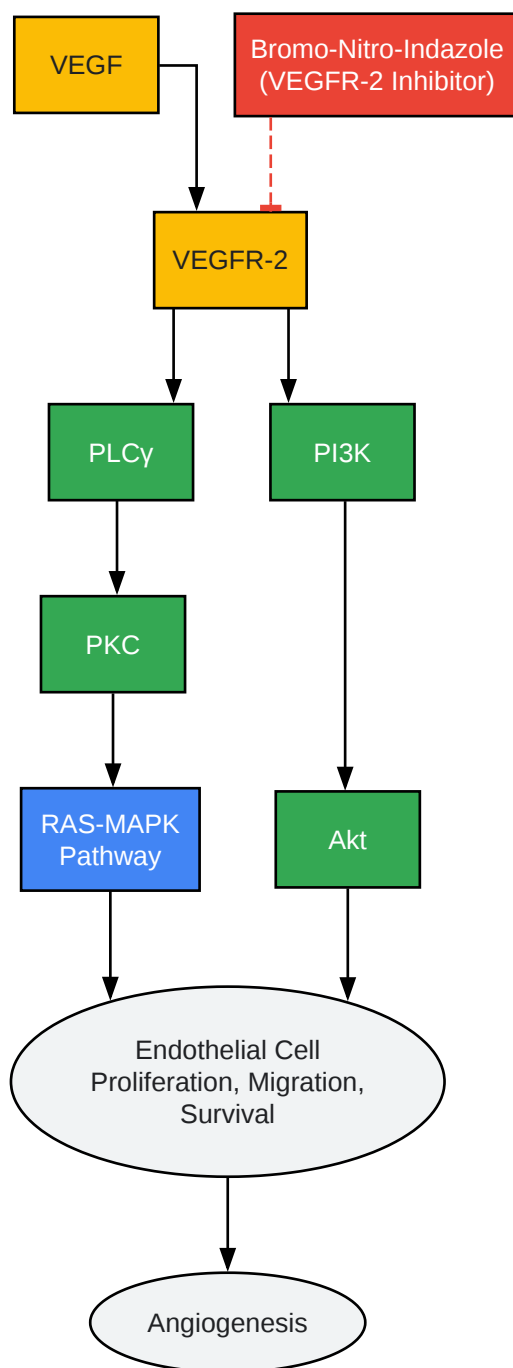 VEGF
Bromo-Nitro-Indazole
(VEGFR-2 Inhibitor)
VEGFR-2
PLCγ
PI3K
PKC
RAS-MAPK
Pathway
Akt
Endothelial Cell
Proliferation, Migration,
Survival
Angiogenesis